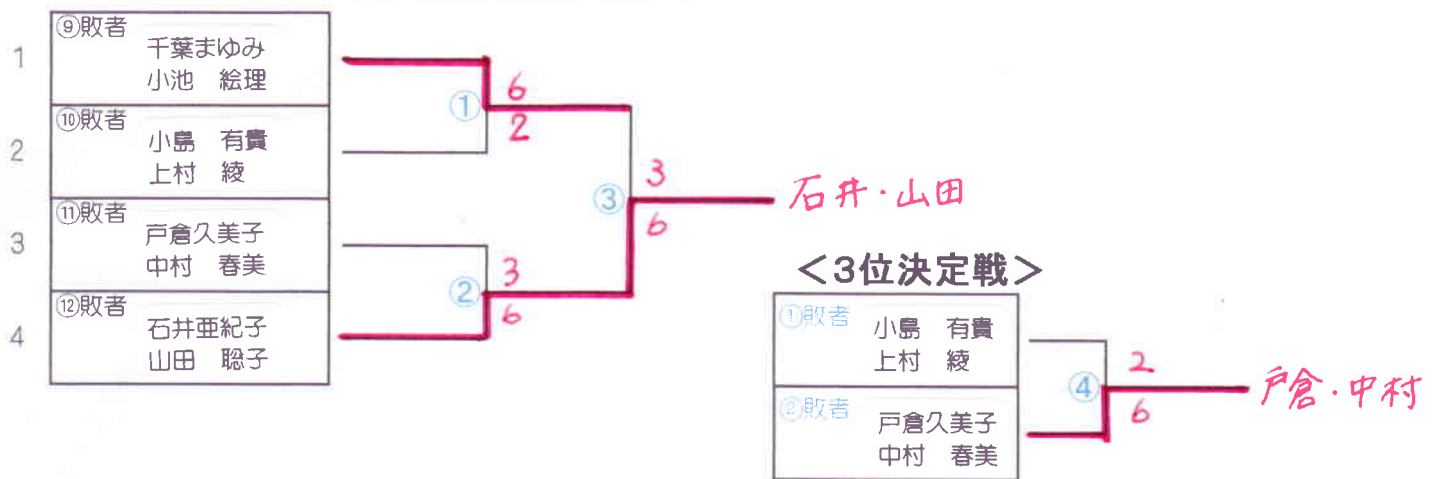 1
⑨敗者
千葉まゆみ
小池 絵理
2
⑩敗者
小島 有貴
上村 綾
3
⑪敗者
戸倉久美子
中村 春美
4
⑫敗者
石井亜紀子
山田 聡子
①
6
2
②
3
6
③
3
6
石井・山田
<3位決定戦>
①敗者
小島 有貴
上村 綾
②敗者
戸倉久美子
中村 春美
④
2
6
戸倉・中村